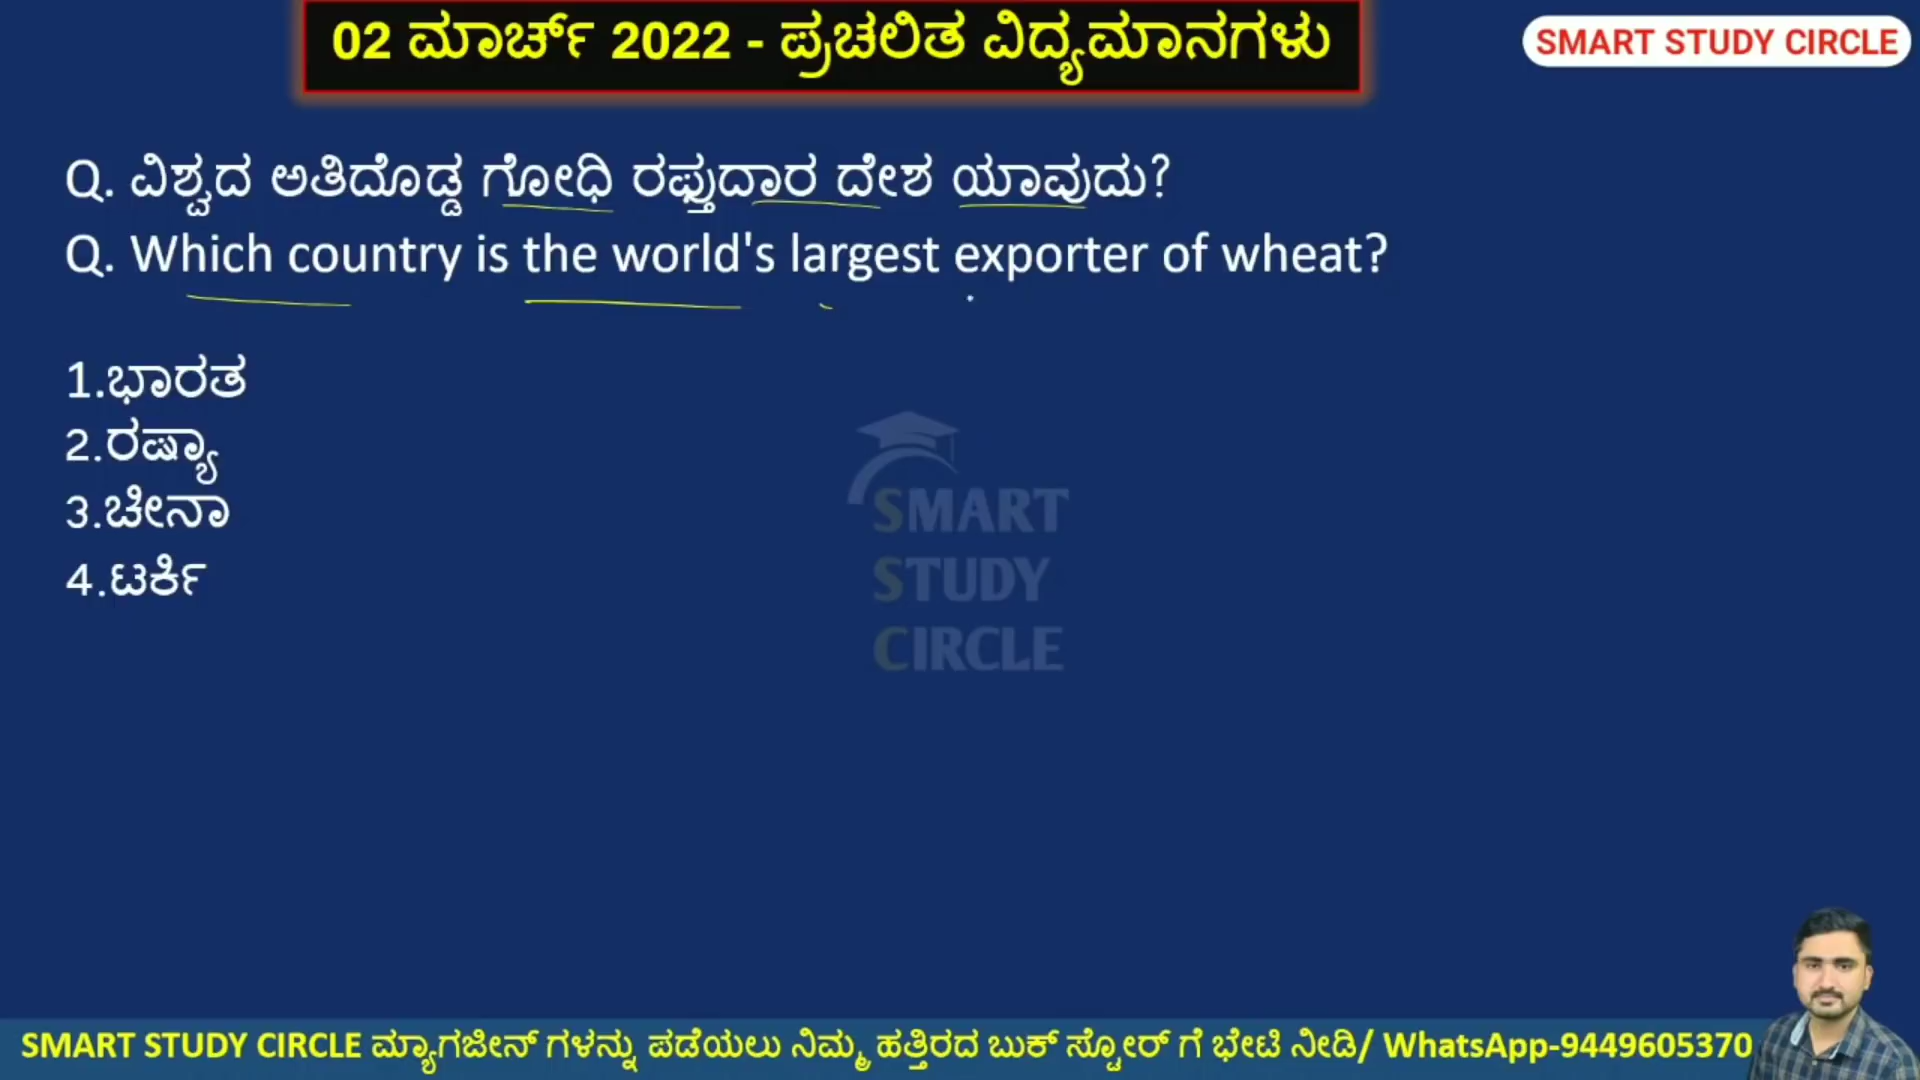 02 ಮಾರ್ಚ್ 2022 - ಪ್ರಚಲಿತ ವಿದ್ಯಮಾನಗಳು
SMART STUDY CIRCLE
Q. ವಿಶ್ವದ ಅತಿದೊಡ್ಡ ಗೋಧಿ ರಫ್ತುದಾರ ದೇಶ ಯಾವುದು?
Q. Which country is the world's largest exporter of wheat?
1.ಭಾರತ
2.ರಷ್ಯಾ
3.ಚೀನಾ
4.ಟರ್ಕಿ
SMART
STUDY
CIRCLE
SMART STUDY CIRCLE ಮ್ಯಾಗಜೀನ್ ಗಳನ್ನು ಪಡೆಯಲು ನಿಮ್ಮ ಹತ್ತಿರದ ಬುಕ್ ಸ್ಟೋರ್ ಗೆ ಭೇಟಿ ನೀಡಿ/ WhatsApp-9449605370